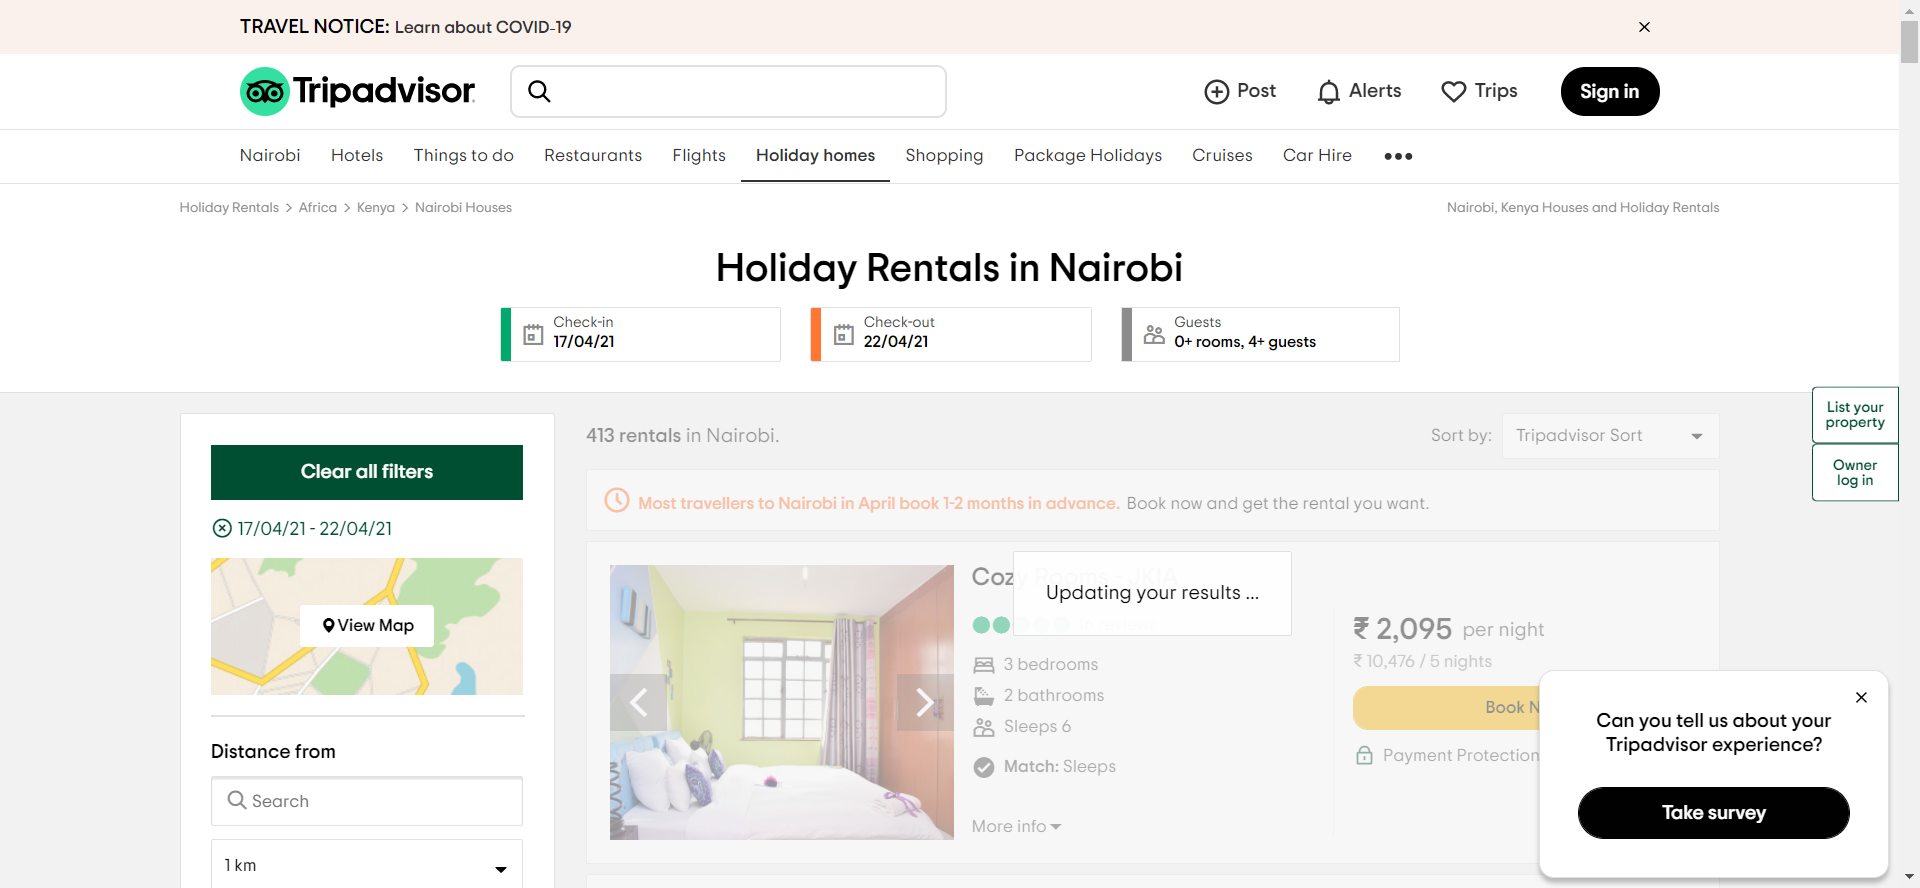 TRAVEL NOTICE: Learn about COVID-19
Tripadvisor
Post
Alerts
Trips
Sign in
Nairobi
Hotels
Things to do
Restaurants
Flights
Holiday homes
Shopping
Package Holidays
Cruises
Car Hire
Holiday Rentals > Africa > Kenya > Nairobi Houses
Nairobi, Kenya Houses and Holiday Rentals
Holiday Rentals in Nairobi
Check-in
17/04/21
Check-out
22/04/21
Guests
0+ rooms, 4+ guests
List your
property
Owner
log in
Clear all filters
17/04/21 - 22/04/21
View Map
Distance from
Search
1 km
413 rentals in Nairobi.
Sort by: Tripadvisor Sort
Most travellers to Nairobi in April book 1-2 months in advance. Book now and get the rental you want.
Cozy Rooms - JKIA
Updating your results ...
3 bedrooms
2 bathrooms
Sleeps 6
Match: Sleeps
More info
₹ 2,095 per night
₹ 10,476 / 5 nights
Book N
Payment Protection
Can you tell us about your
Tripadvisor experience?
Take survey